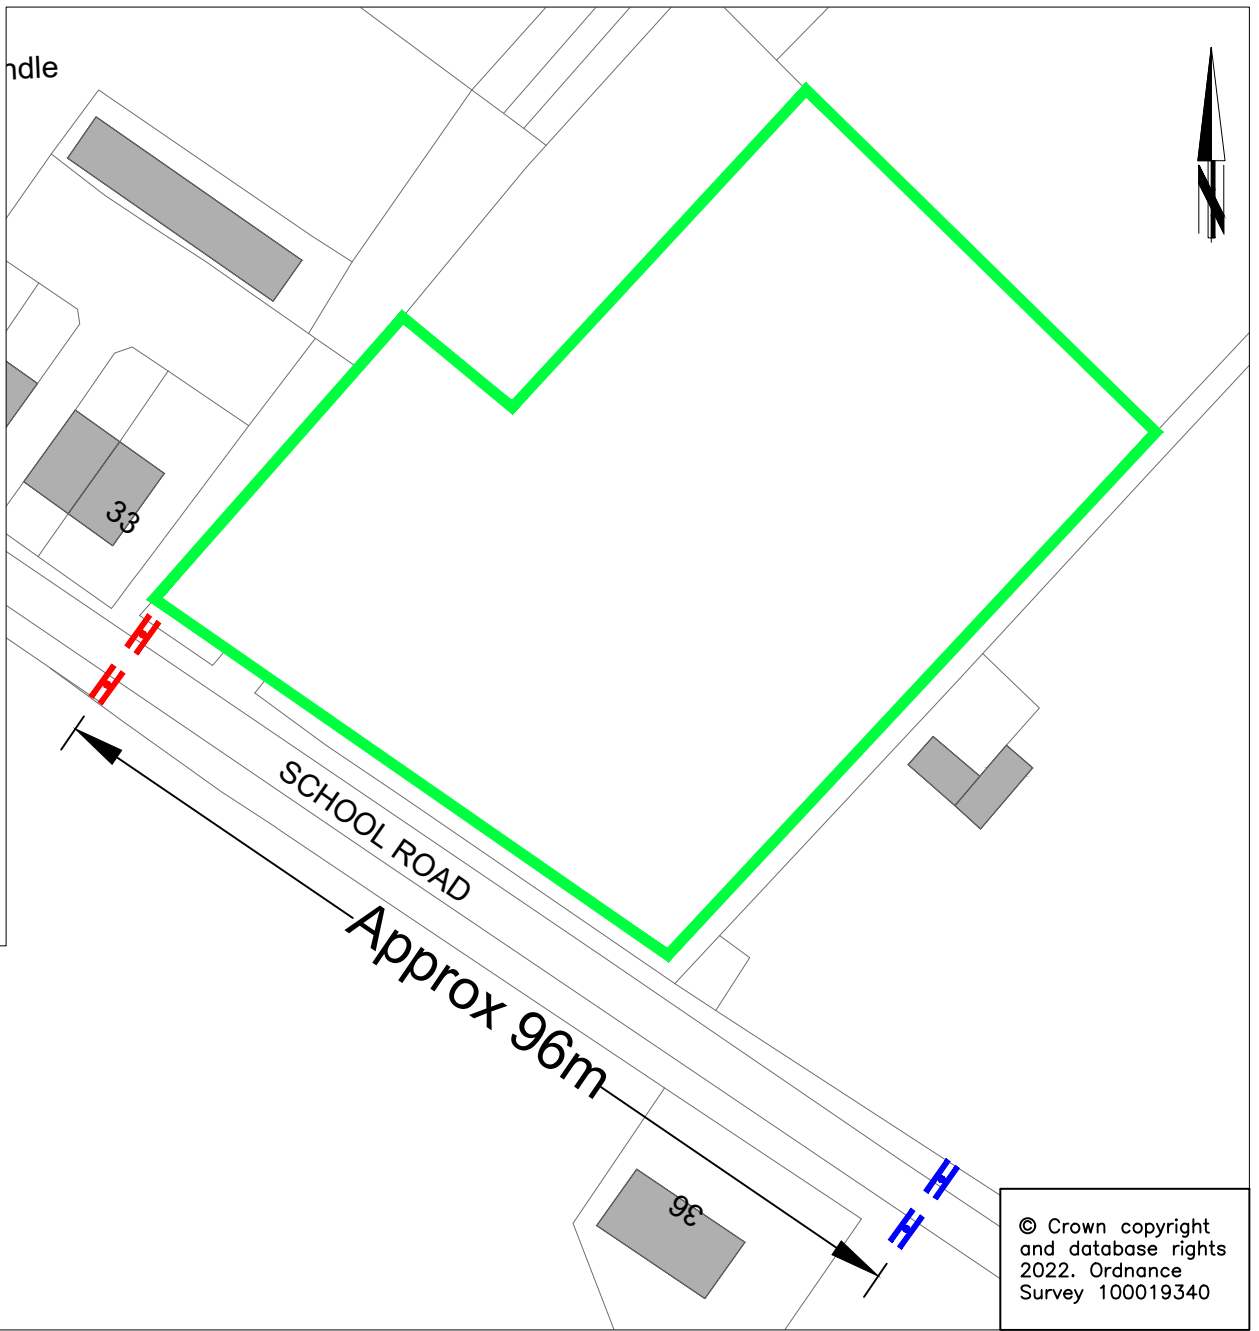 ndle
33
SCHOOL ROAD
Approx 96m
36
N
© Crown copyright
and database rights
2022. Ordnance
Survey 100019340